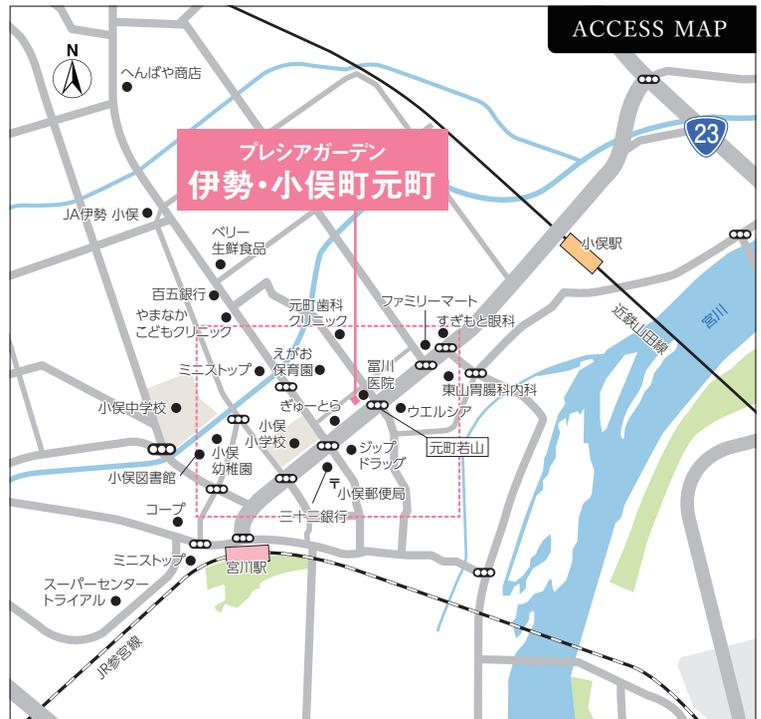 ACCESS MAP
N
へんばや商店
23
プレシアガーデン
伊勢・小俣町元町
JA伊勢 小俣
ベリー
生鮮食品
小俣駅
百五銀行
やまなか
こどもクリニック
元町歯科
クリニック
ファミリーマート
すぎもと眼科
近鉄山田線
宮川
ミニストップ
えがお
保育園
冨川
医院
東山胃腸科内科
小俣中学校
ぎゅーとら
ウエルシア
小俣
小学校
元町若山
小俣
幼稚園
ジップ
ドラッグ
小俣図書館
〒
小俣郵便局
コープ
三十三銀行
ミニストップ
宮川駅
スーパーセンター
トライアル
JR参宮線